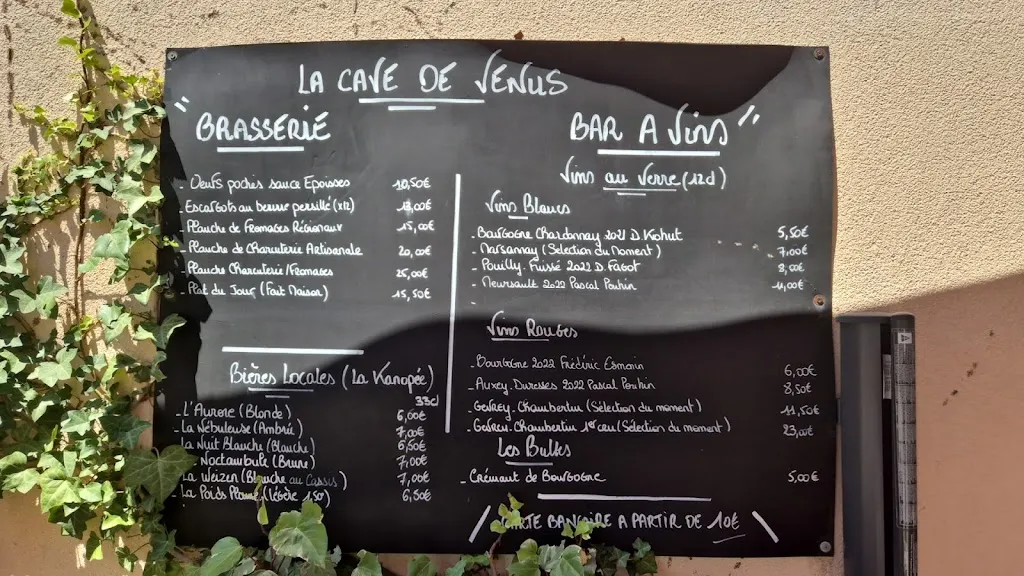 LA CAVE DE VENUS
" BRASSERIE
- Oeufs pochés sauce Epoisses 10,50€
- Escargots au beurre persillé (x12) 13,00€
- Planche de Fromages Régionaux 15,00€
- Planche de Charcuterie Artisanale 20,00€
- Planche Charcuterie/Fromages 25,00€
- Plat du Jour (Fait Maison) 15,50€
Bières Locales (La Kanopée)
33cl
- L'Aurore (Blonde) 6,00€
- La Nébuleuse (Ambrée) 7,00€
- La Nuit Blanche (Blanche) 6,50€
Noctambule (Brune) 7,00€
La Weizen (Blanche au Cassis) 7,00€
La Poids Plume (légère 1,5°) 6,50€
BAR A Vins "
Vins au Verre (12cl)
Vins Blancs
- Bourgogne Chardonnay 2021 D. Kohut 5,50€
- Marsannay (Sélection du moment) 7,00€
- Pouilly-Fuissé 2022 D. Fagot 8,00€
- Meursault 2022 Pascal 11,00€
Vins Rouges
- Bourgogne 2022 Frédéric 6,00€
- Auxey-Duresses 2022 Pascal 8,50€
- Gevrey-Chambertin (Sélection du moment) 11,50€
- Gevrey-Chambertin 1er cru (Sélection du moment) 23,00€
Les Bulles
- Crémant de Bourgogne 5,00€
CARTE BANCAIRE A PARTIR DE 10€